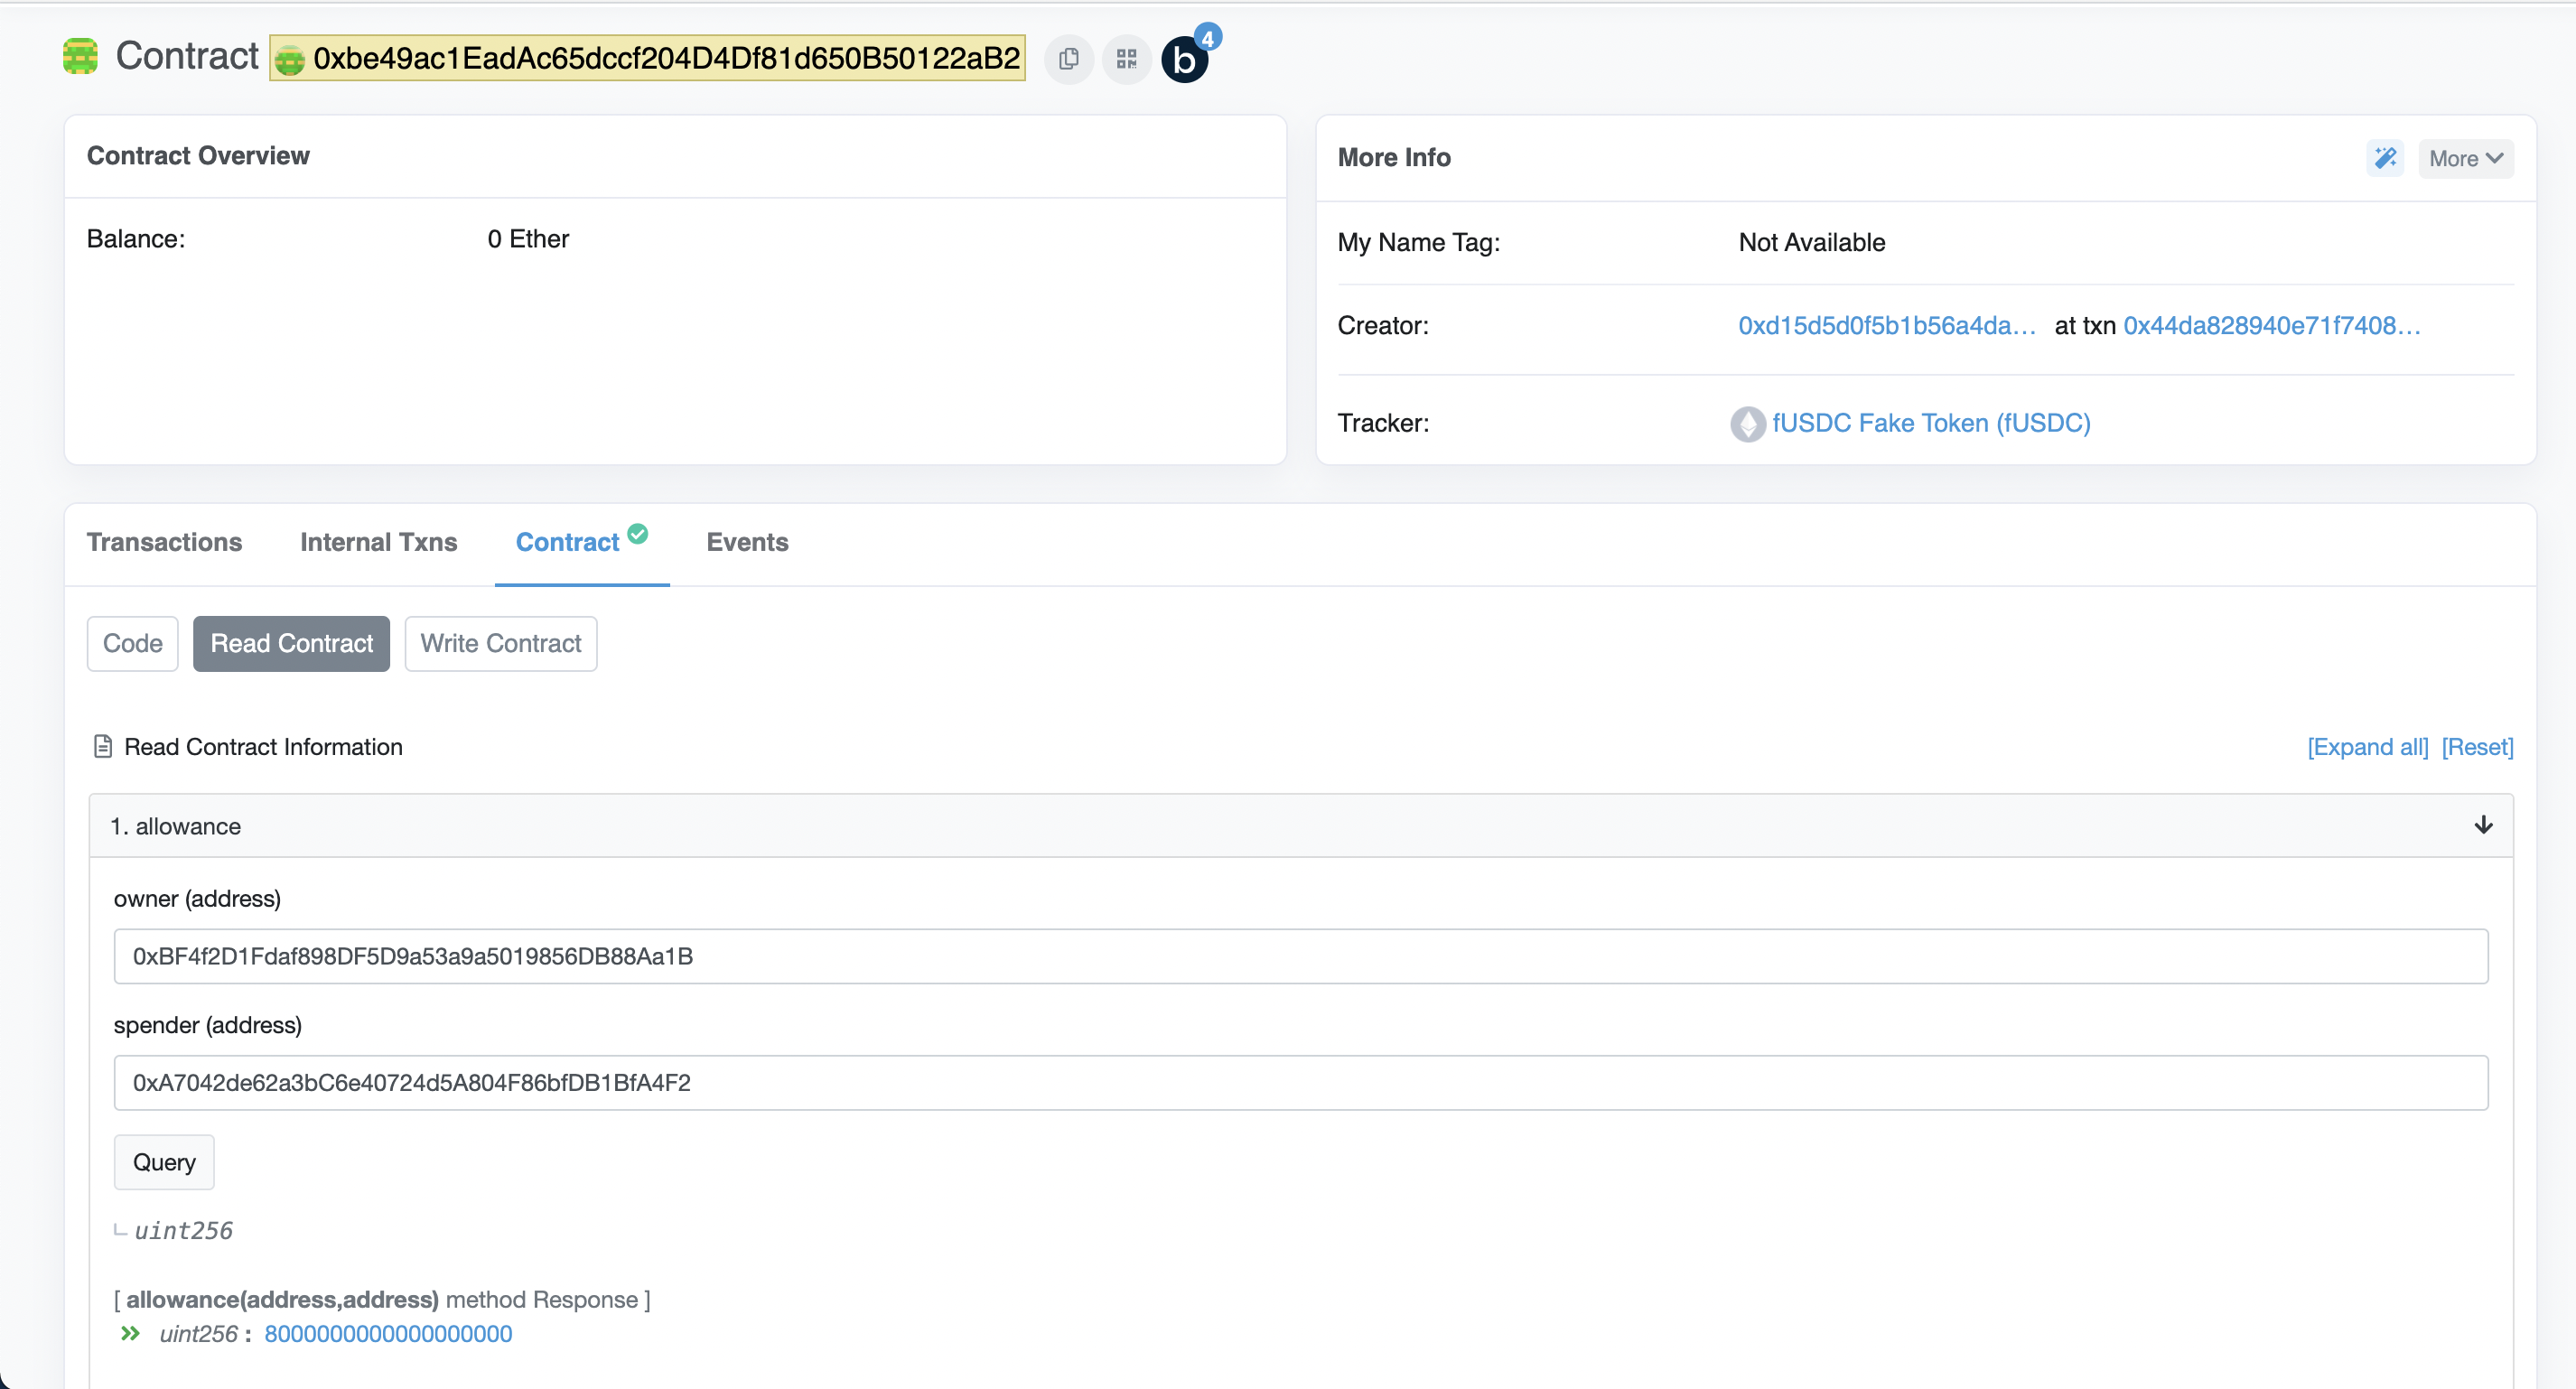 Contract 0xbe49ac1EadAc65dccf204D4Df81d650B50122aB2 b 4
Contract Overview
Balance: 0 Ether
More Info
More
My Name Tag: Not Available
Creator: 0xd15d5d0f5b1b56a4da... at txn 0x44da828940e71f7408...
Tracker: fUSDC Fake Token (fUSDC)
Transactions Internal Txns Contract Events
Code Read Contract Write Contract
Read Contract Information [Expand all] [Reset]
1. allowance
owner (address)
0xBF4f2D1Fdaf898DF5D9a53a9a5019856DB88Aa1B
spender (address)
0xA7042de62a3bC6e40724d5A804F86bfDB1BfA4F2
Query
uint256
[ allowance(address,address) method Response ]
uint256 : 8000000000000000000